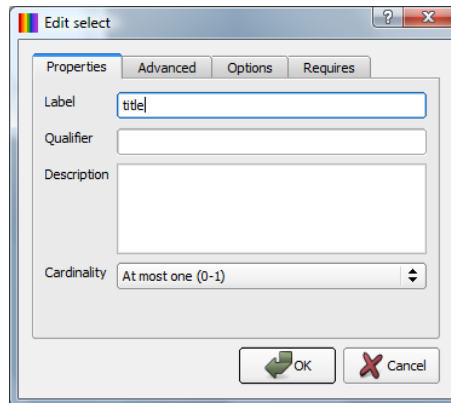 Edit select
?
Properties Advanced Options Requires
Label title
Qualifier
Description
Cardinality At most one (0-1)
OK Cancel